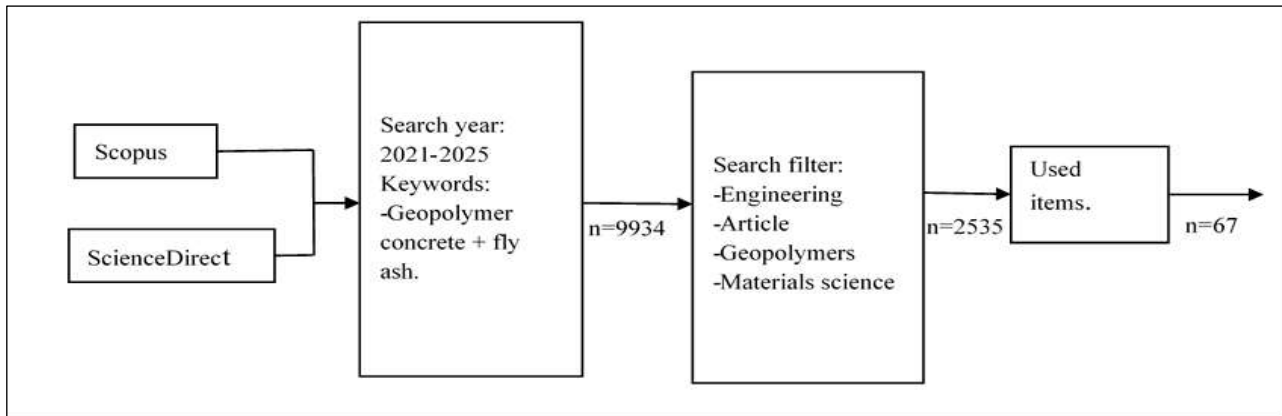 Scopus
ScienceDirect
Search year:
2021-2025
Keywords:
-Geopolymer
concrete + fly
ash.
n=9934
Search filter:
-Engineering
-Article
-Geopolymers
-Materials science
n=2535
Used
items.
n=67